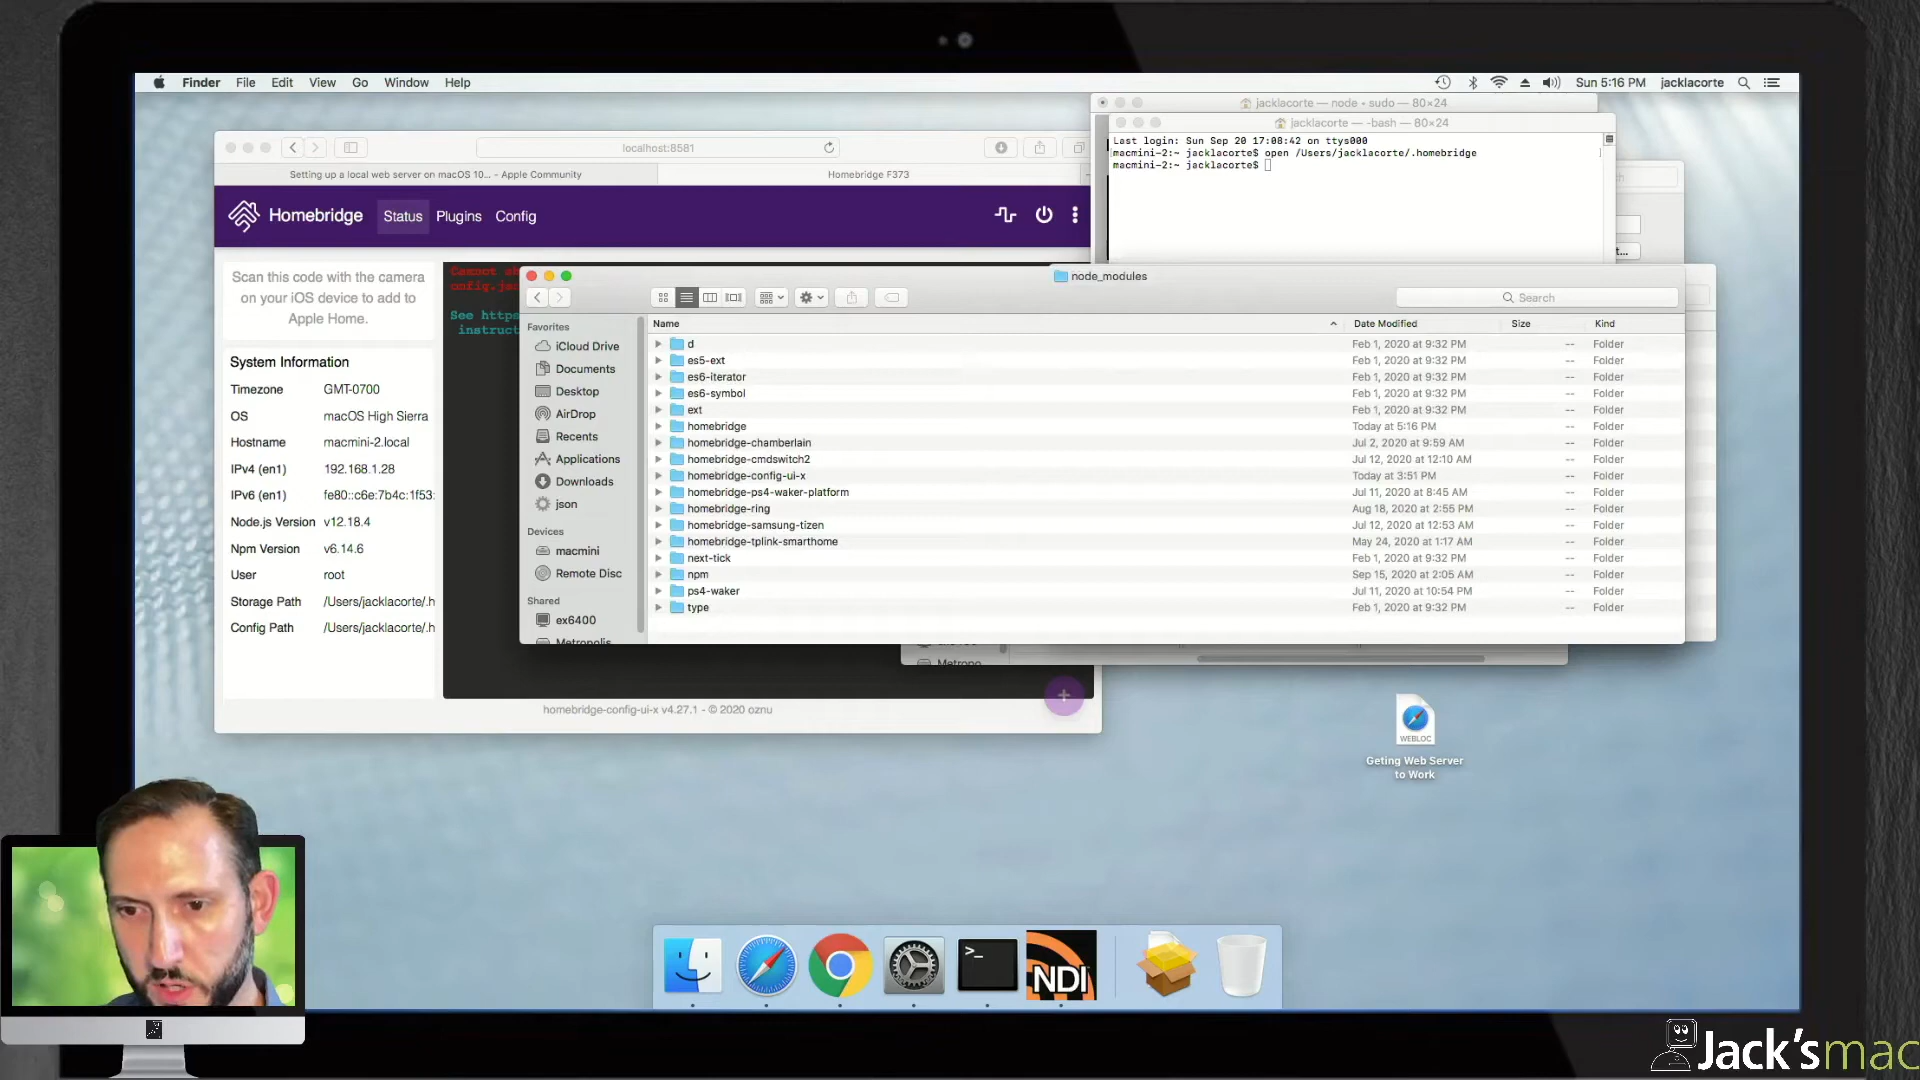 Finder File Edit View Go Window Help
Sun 5:16 PM jacklacorte
jacklacorte — node • sudo — 80×24
jacklacorte — -bash — 80×24
Last login: Sun Sep 20 17:08:42 on ttys000
macmini-2:~ jacklacorte$ open /Users/jacklacorte/.homebridge
macmini-2:~ jacklacorte$
localhost:8581
Setting up a local web server on macOS 10... - Apple Community
Homebridge F373
Homebridge Status Plugins Config
Scan this code with the camera
on your iOS device to add to
Apple Home.
System Information
Timezone GMT-0700
OS macOS High Sierra
Hostname macmini-2.local
IPv4 (en1) 192.168.1.28
IPv6 (en1) fe80::c6e:7b4c:1f53:
Node.js Version v12.18.4
Npm Version v6.14.6
User root
Storage Path /Users/jacklacorte/.h
Config Path /Users/jacklacorte/.h
Cannot
See
instruct
homebridge-config-ui-x v4.27.1 - © 2020 oznu
node_modules
Search
Favorites
iCloud Drive
Documents
Desktop
AirDrop
Recents
Applications
Downloads
json
Devices
macmini
Remote Disc
Shared
ex6400
Metropolis
Name Date Modified Size Kind
d Feb 1, 2020 at 9:32 PM -- Folder
es5-ext Feb 1, 2020 at 9:32 PM -- Folder
es6-iterator Feb 1, 2020 at 9:32 PM -- Folder
es6-symbol Feb 1, 2020 at 9:32 PM -- Folder
ext Feb 1, 2020 at 9:32 PM -- Folder
homebridge Today at 5:16 PM -- Folder
homebridge-chamberlain Jul 2, 2020 at 9:59 AM -- Folder
homebridge-cmdswitch2 Jul 12, 2020 at 12:10 AM -- Folder
homebridge-config-ui-x Today at 3:51 PM -- Folder
homebridge-ps4-waker-platform Jul 11, 2020 at 8:45 AM -- Folder
homebridge-ring Aug 18, 2020 at 2:55 PM -- Folder
homebridge-samsung-tizen Jul 12, 2020 at 12:53 AM -- Folder
homebridge-tplink-smarthome May 24, 2020 at 1:17 AM -- Folder
next-tick Feb 1, 2020 at 9:32 PM -- Folder
npm Sep 15, 2020 at 2:05 AM -- Folder
ps4-waker Jul 11, 2020 at 10:54 PM -- Folder
type Feb 1, 2020 at 9:32 PM -- Folder
Metropo
WEBLOC
Geting Web Server
to Work
NDI
Jack'smac